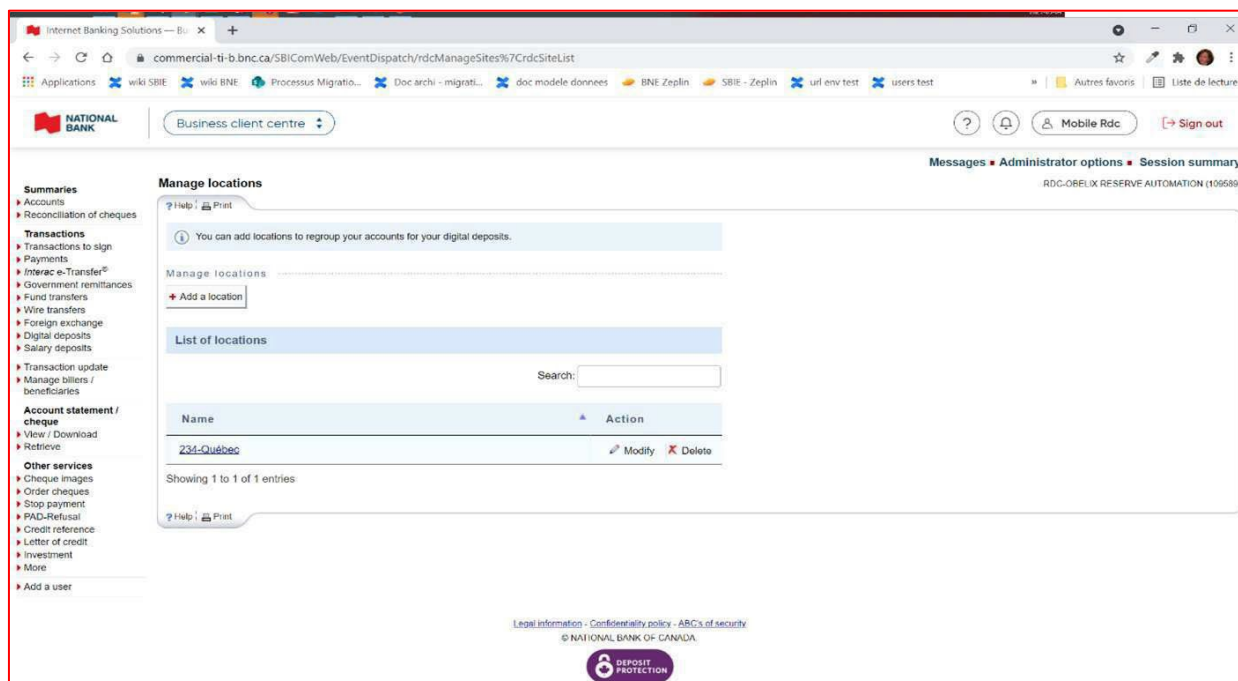 Internet Banking Solutions — Bu
commercial-ti-b.bnc.ca/SBIComWeb/EventDispatch/rdcManageSites%7CrdcSiteList
Applications wiki SBIE wiki BNE Processus Migratio... Doc archi - migrati... doc modele donnees BNE Zeplin SBIE - Zeplin url env test users test » Autres favoris Liste de lecture
NATIONAL BANK
Business client centre
? Mobile Rdc Sign out
Messages Administrator options Session summary
RDC-OBELIX RESERVE AUTOMATION (109589
Summaries
Accounts
Reconciliation of cheques
Transactions
Transactions to sign
Payments
Interac e-Transfer®
Government remittances
Fund transfers
Wire transfers
Foreign exchange
Digital deposits
Salary deposits
Transaction update
Manage billers /
beneficiaries
Account statement /
cheque
View / Download
Retrieve
Other services
Cheque images
Order cheques
Stop payment
PAD-Refusal
Credit reference
Letter of credit
Investment
More
Add a user
Manage locations
? Help Print
You can add locations to regroup your accounts for your digital deposits.
Manage locations
+ Add a location
List of locations
Search:
Name Action
234-Québec Modify X Delete
Showing 1 to 1 of 1 entries
? Help Print
Legal information - Confidentiality policy - ABC's of security
© NATIONAL BANK OF CANADA.
DEPOSIT
PROTECTION